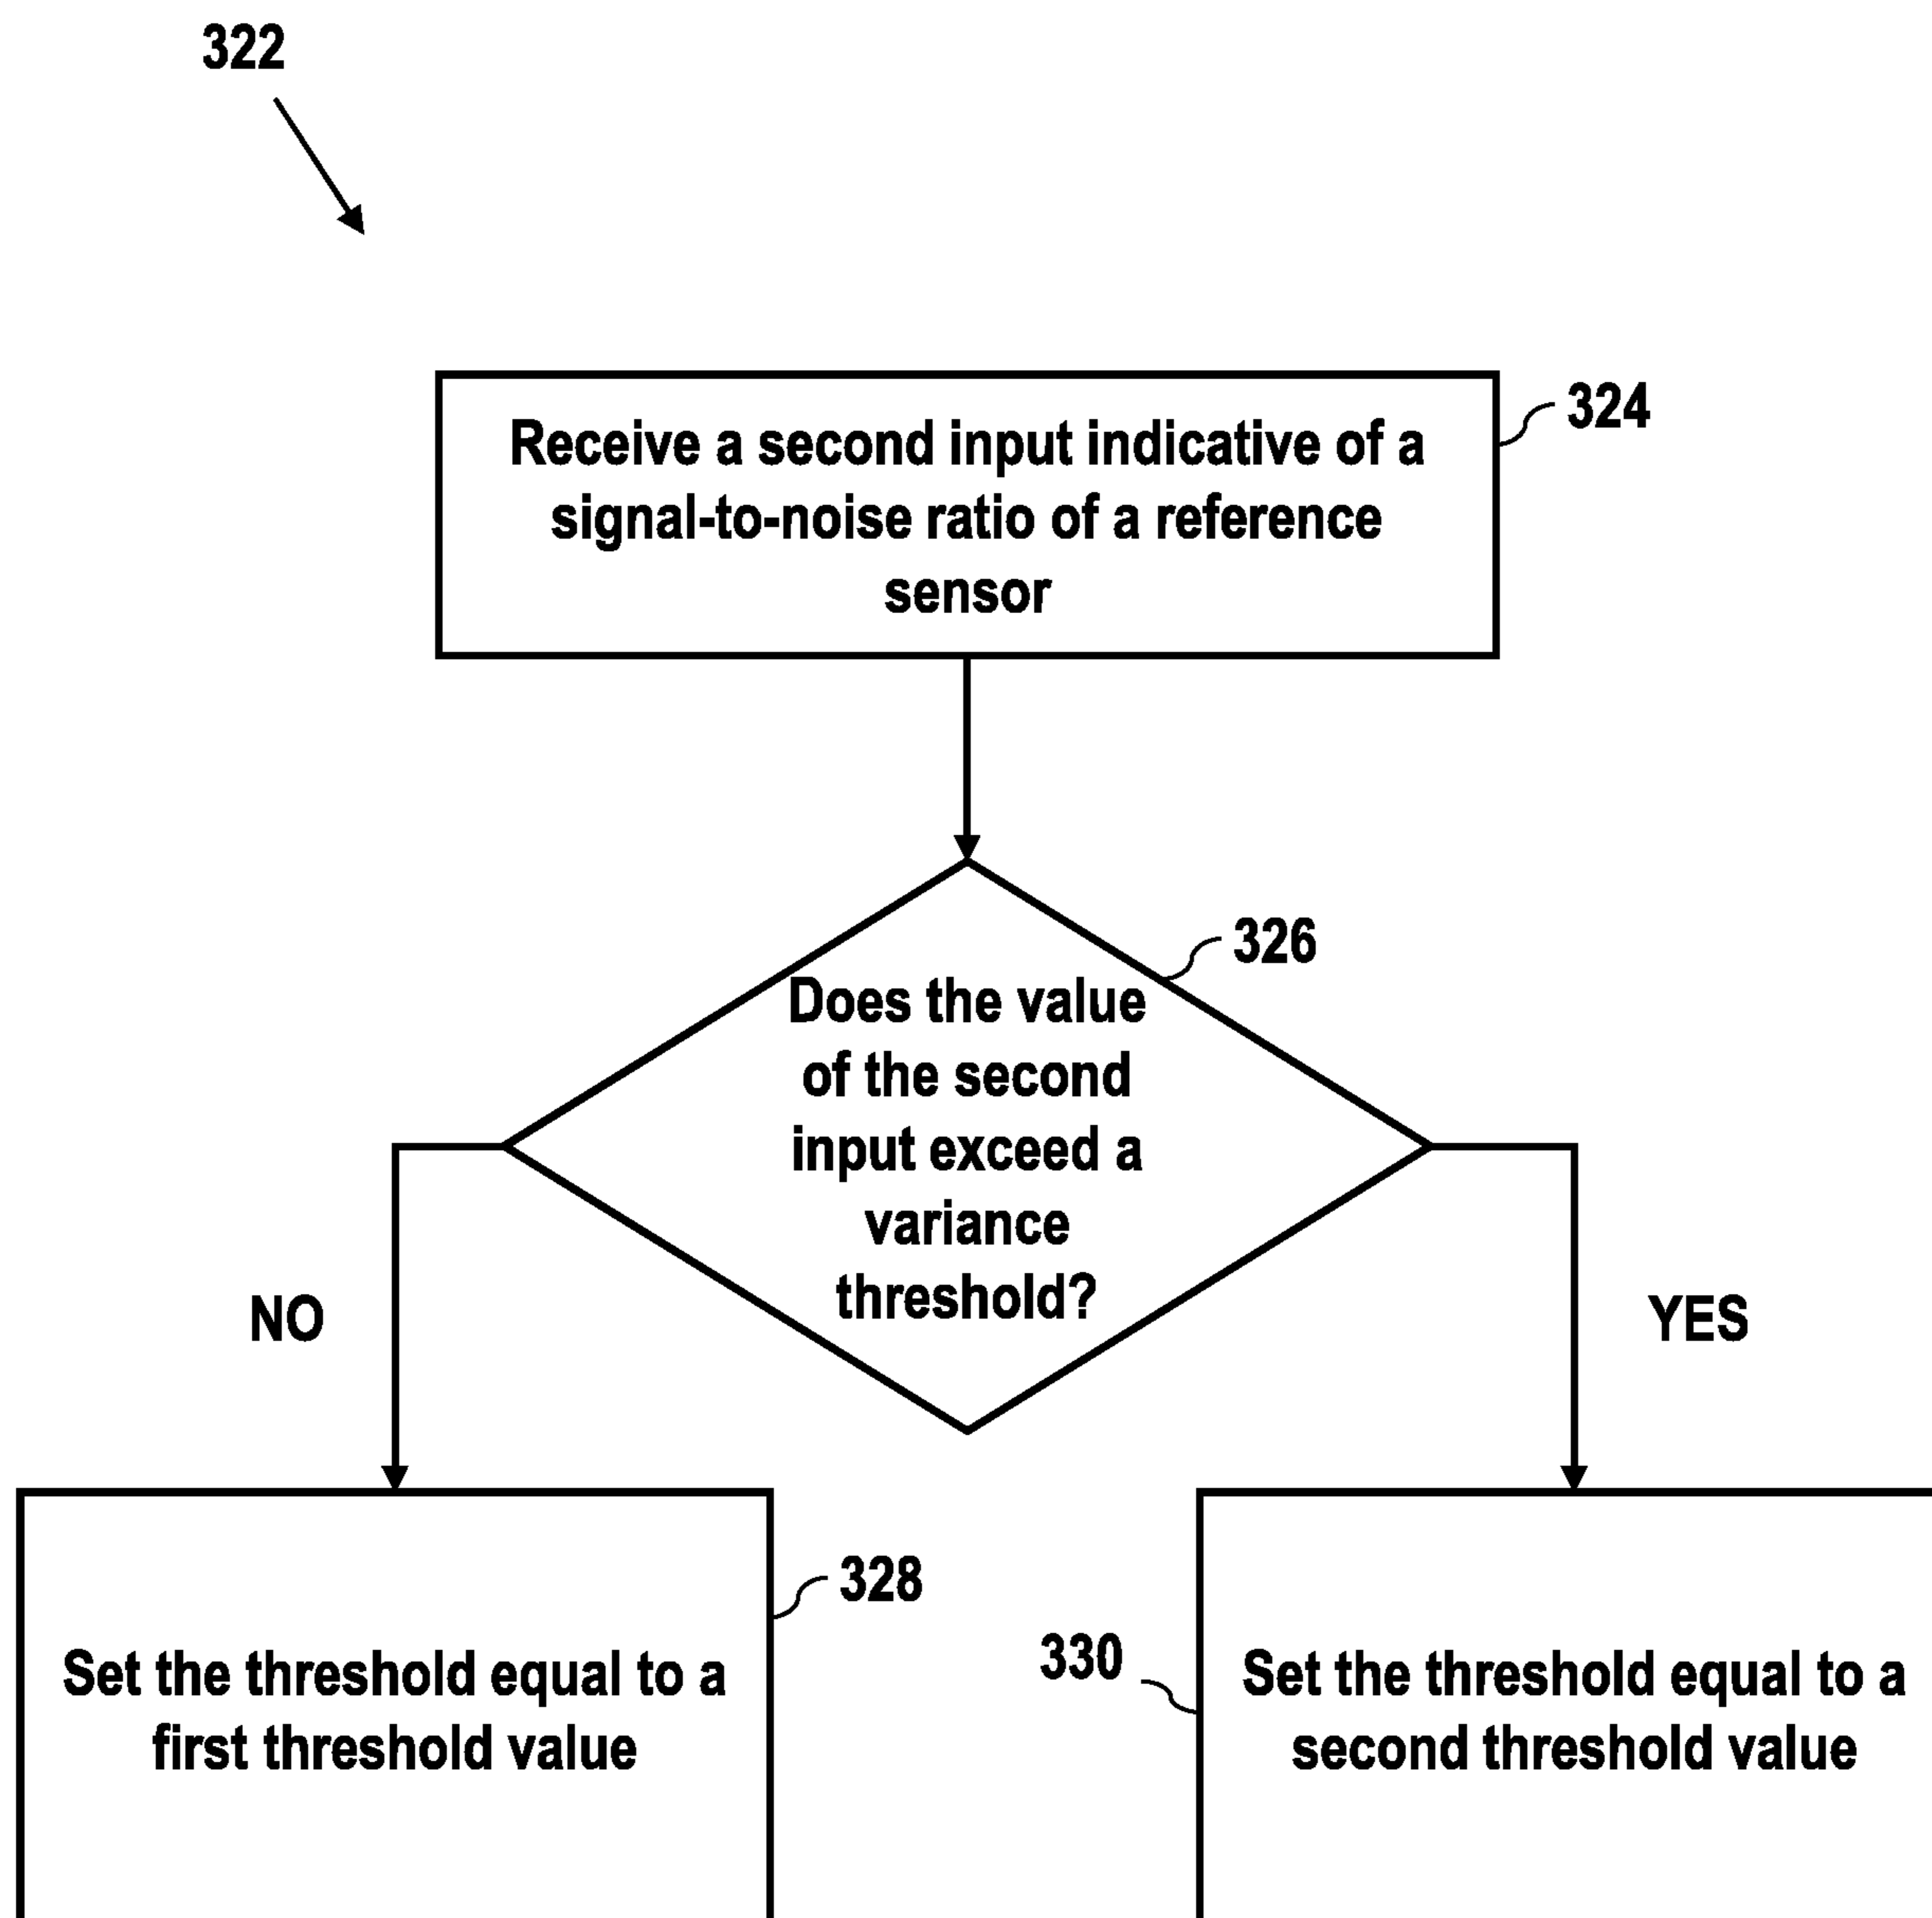 322
324
Receive a second input indicative of a
signal-to-noise ratio of a reference
sensor
326
Does the value
of the second
input exceed a
variance
threshold?
NO
YES
328
Set the threshold equal to a
first threshold value
330
Set the threshold equal to a
second threshold value